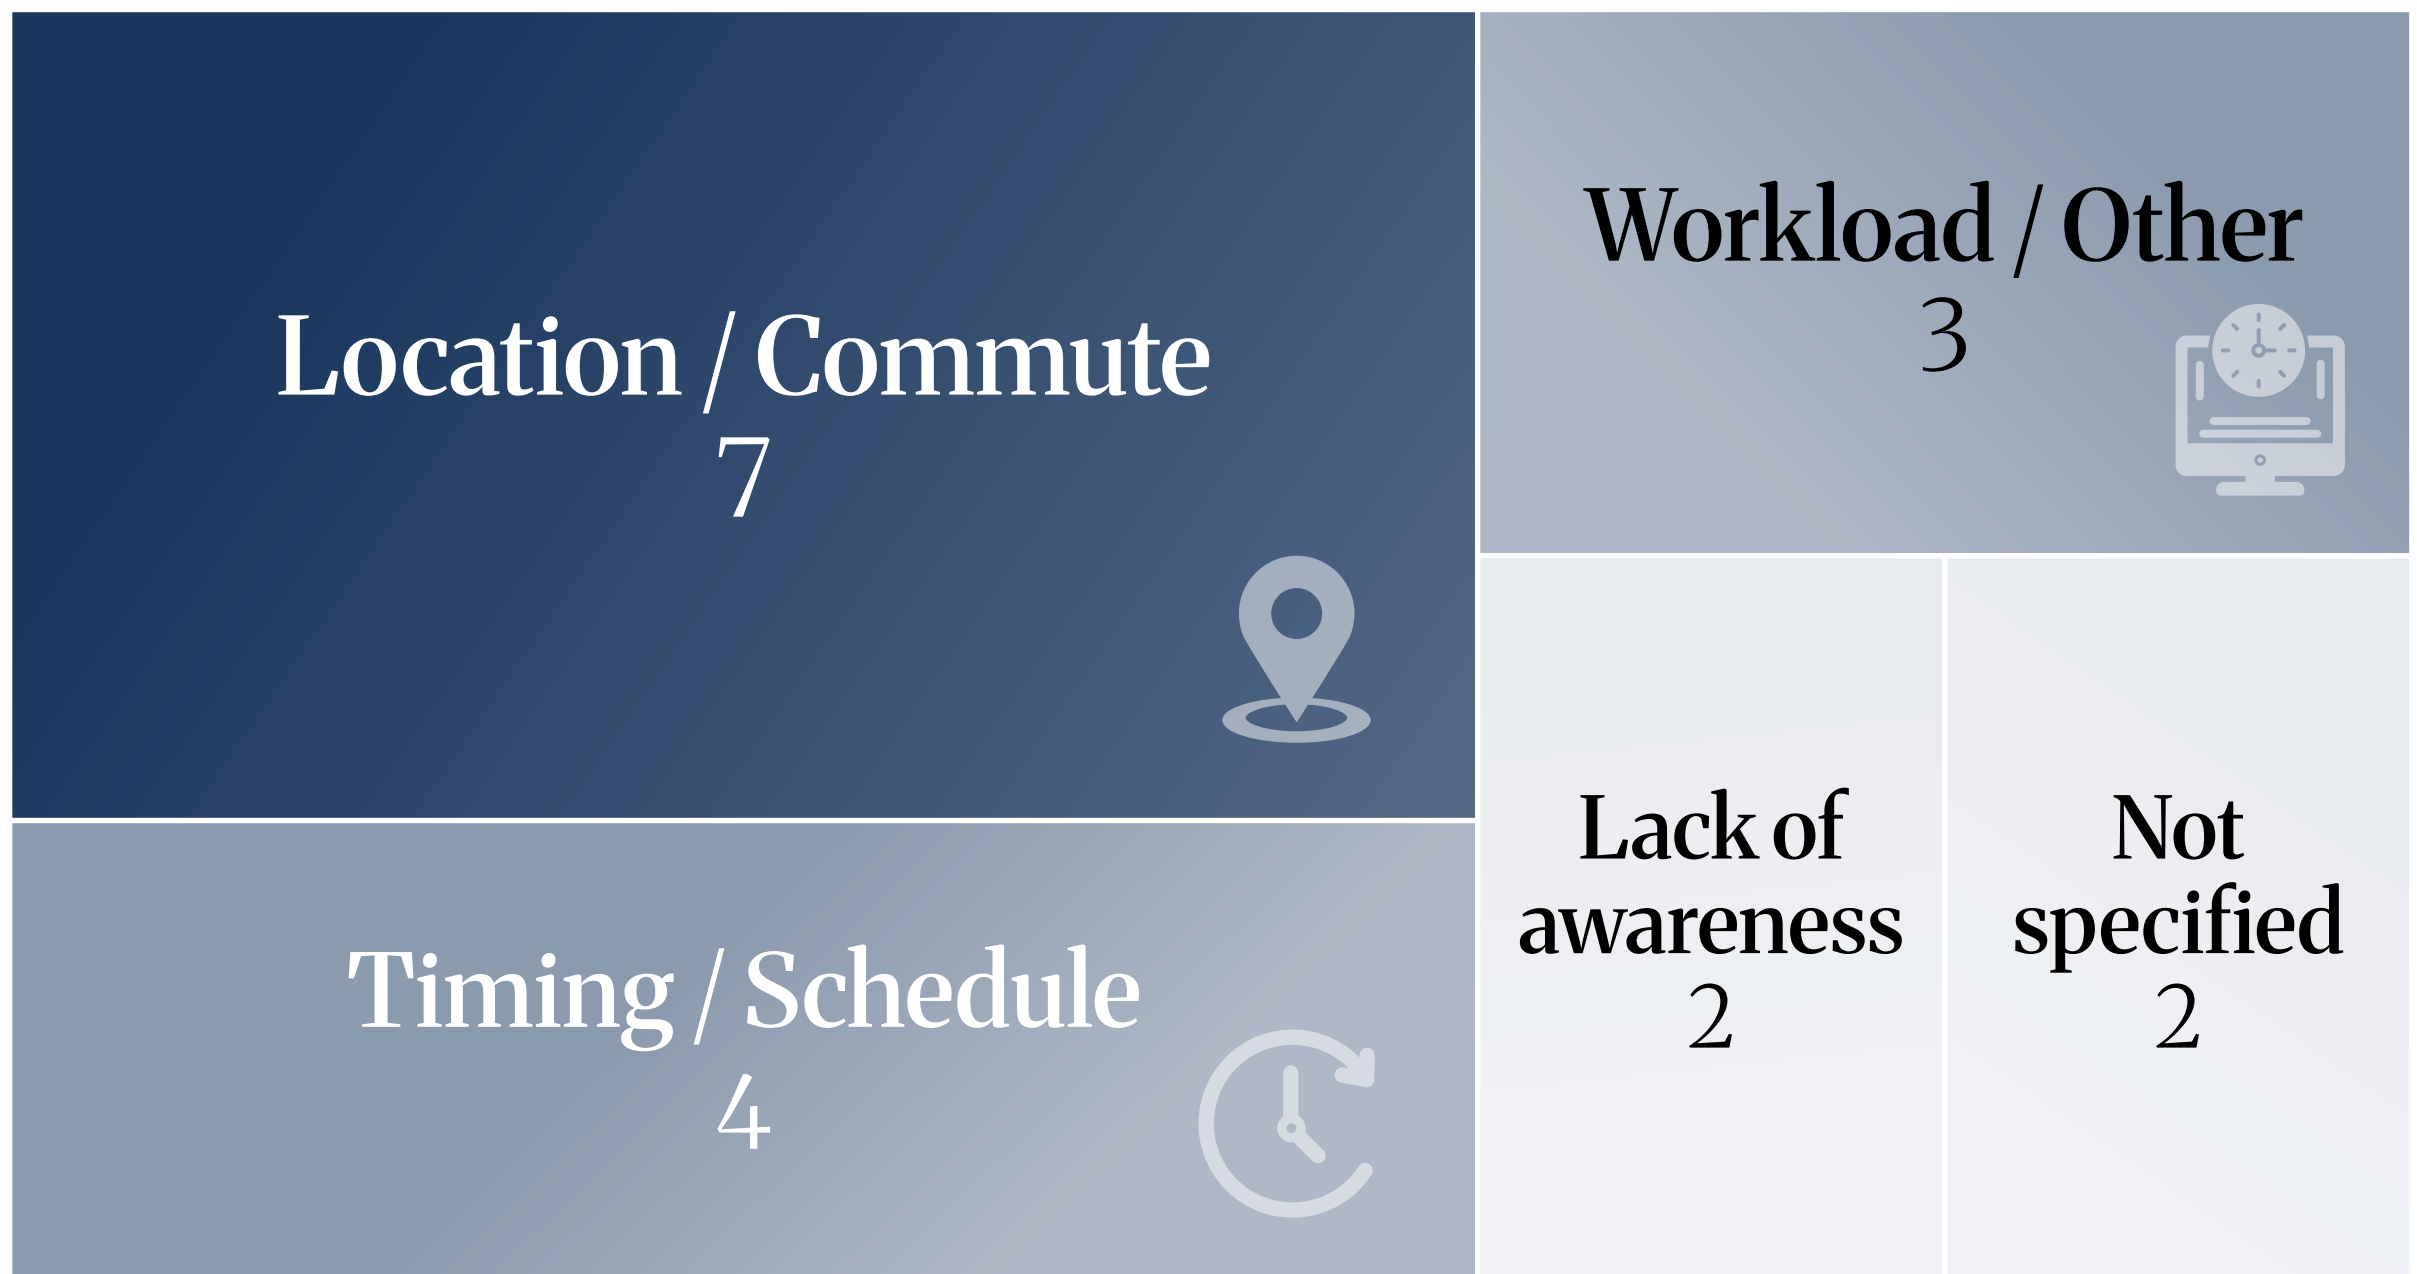 Location / Commute
7
Timing / Schedule
4
Workload / Other
3
Lack of
awareness
2
Not
specified
2